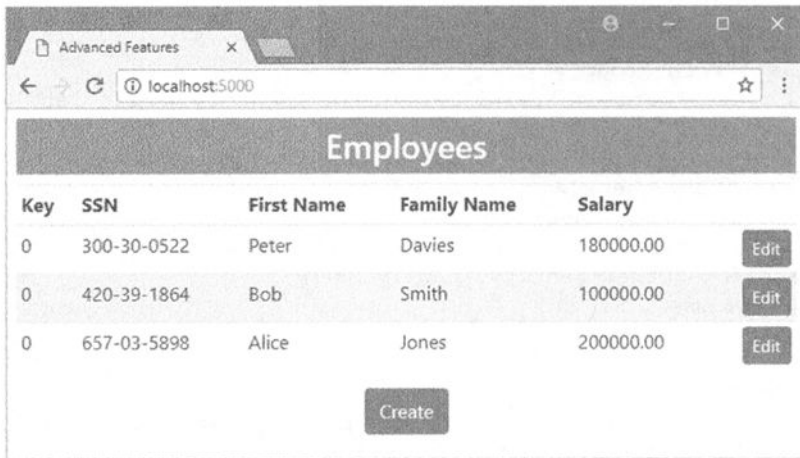 Advanced Features
localhost:5000
Employees
Key SSN First Name Family Name Salary
0 300-30-0522 Peter Davies 180000.00 Edit
0 420-39-1864 Bob Smith 100000.00 Edit
0 657-03-5898 Alice Jones 200000.00 Edit
Create